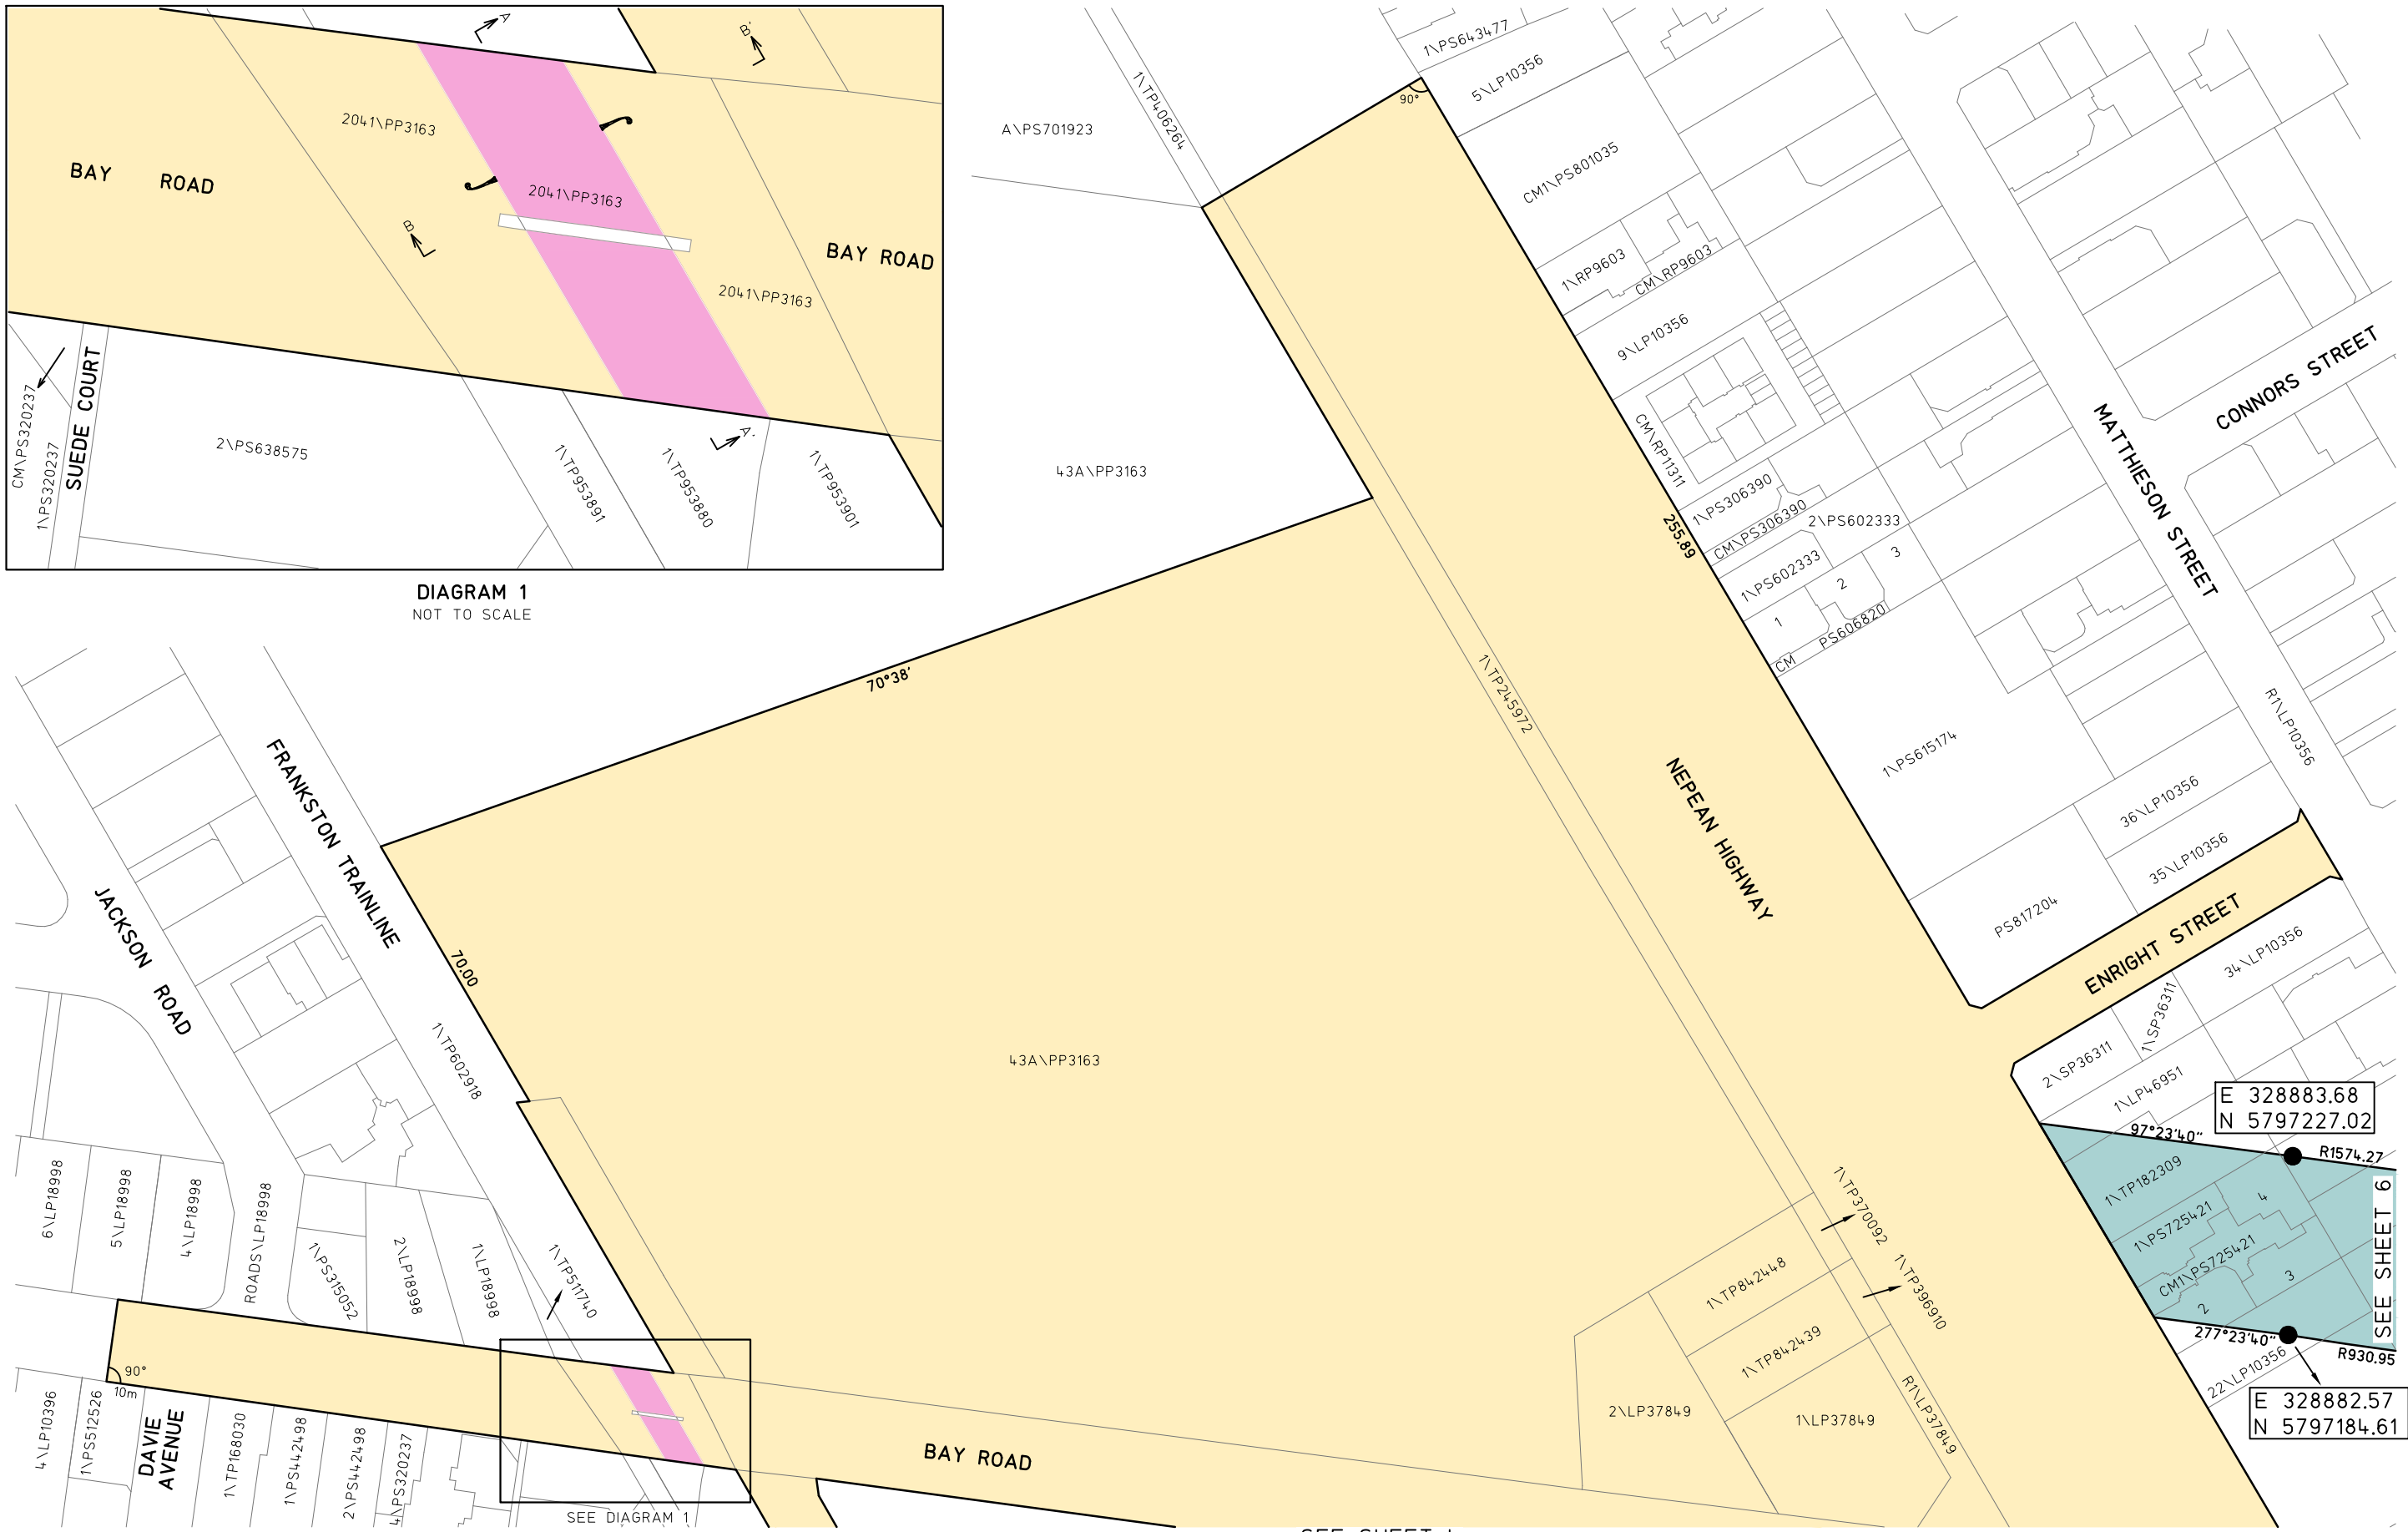 A
B'
2041\PP3163
BAY ROAD
2041\PP3163
B
BAY ROAD
2041\PP3163
CM\PS320237
1\PS320237
SUEDE COURT
2\PS638575
1\TP953891
1\TP953880
A'
1\TP953901
DIAGRAM 1
NOT TO SCALE
1\TP406264
A\PS701923
43A\PP3163
90°
1\PS643477
5\LP10356
CM1\PS801035
1\RP9603
CM\RP9603
9\LP10356
CM\RP11311
1\PS306390
CM\PS306390
2\PS602333
1\PS602333
1
2
3
CM PS606820
255.89
1\PS615174
MATTHIESON STREET
CONNORS STREET
R1\LP10356
36\LP10356
35\LP10356
PS817204
ENRIGHT STREET
34\LP10356
1\SP36311
2\SP36311
1\LP46951
E 328883.68
N 5797227.02
97°23'40"
R1574.27
1\TP182309
1\PS725421
4
CM1\PS725421
3
2
SEE SHEET 6
277°23'40"
R930.95
22\LP10356
E 328882.57
N 5797184.61
70°38'
1\TP245972
NEPEAN HIGHWAY
FRANKSTON TRAINLINE
JACKSON ROAD
70.00
1\TP602918
43A\PP3163
6\LP18998
5\LP18998
4\LP18998
ROADS\LP18998
1\PS315052
2\LP18998
1\LP18998
1\TP511740
1\TP370092
1\TP396910
1\TP842448
1\TP842439
2\LP37849
1\LP37849
R1\LP37849
90°
10m
4\LP10396
1\PS512526
DAVIE
AVENUE
1\TP168030
1\PS442498
2\PS442498
4\PS320237
SEE DIAGRAM 1
BAY ROAD